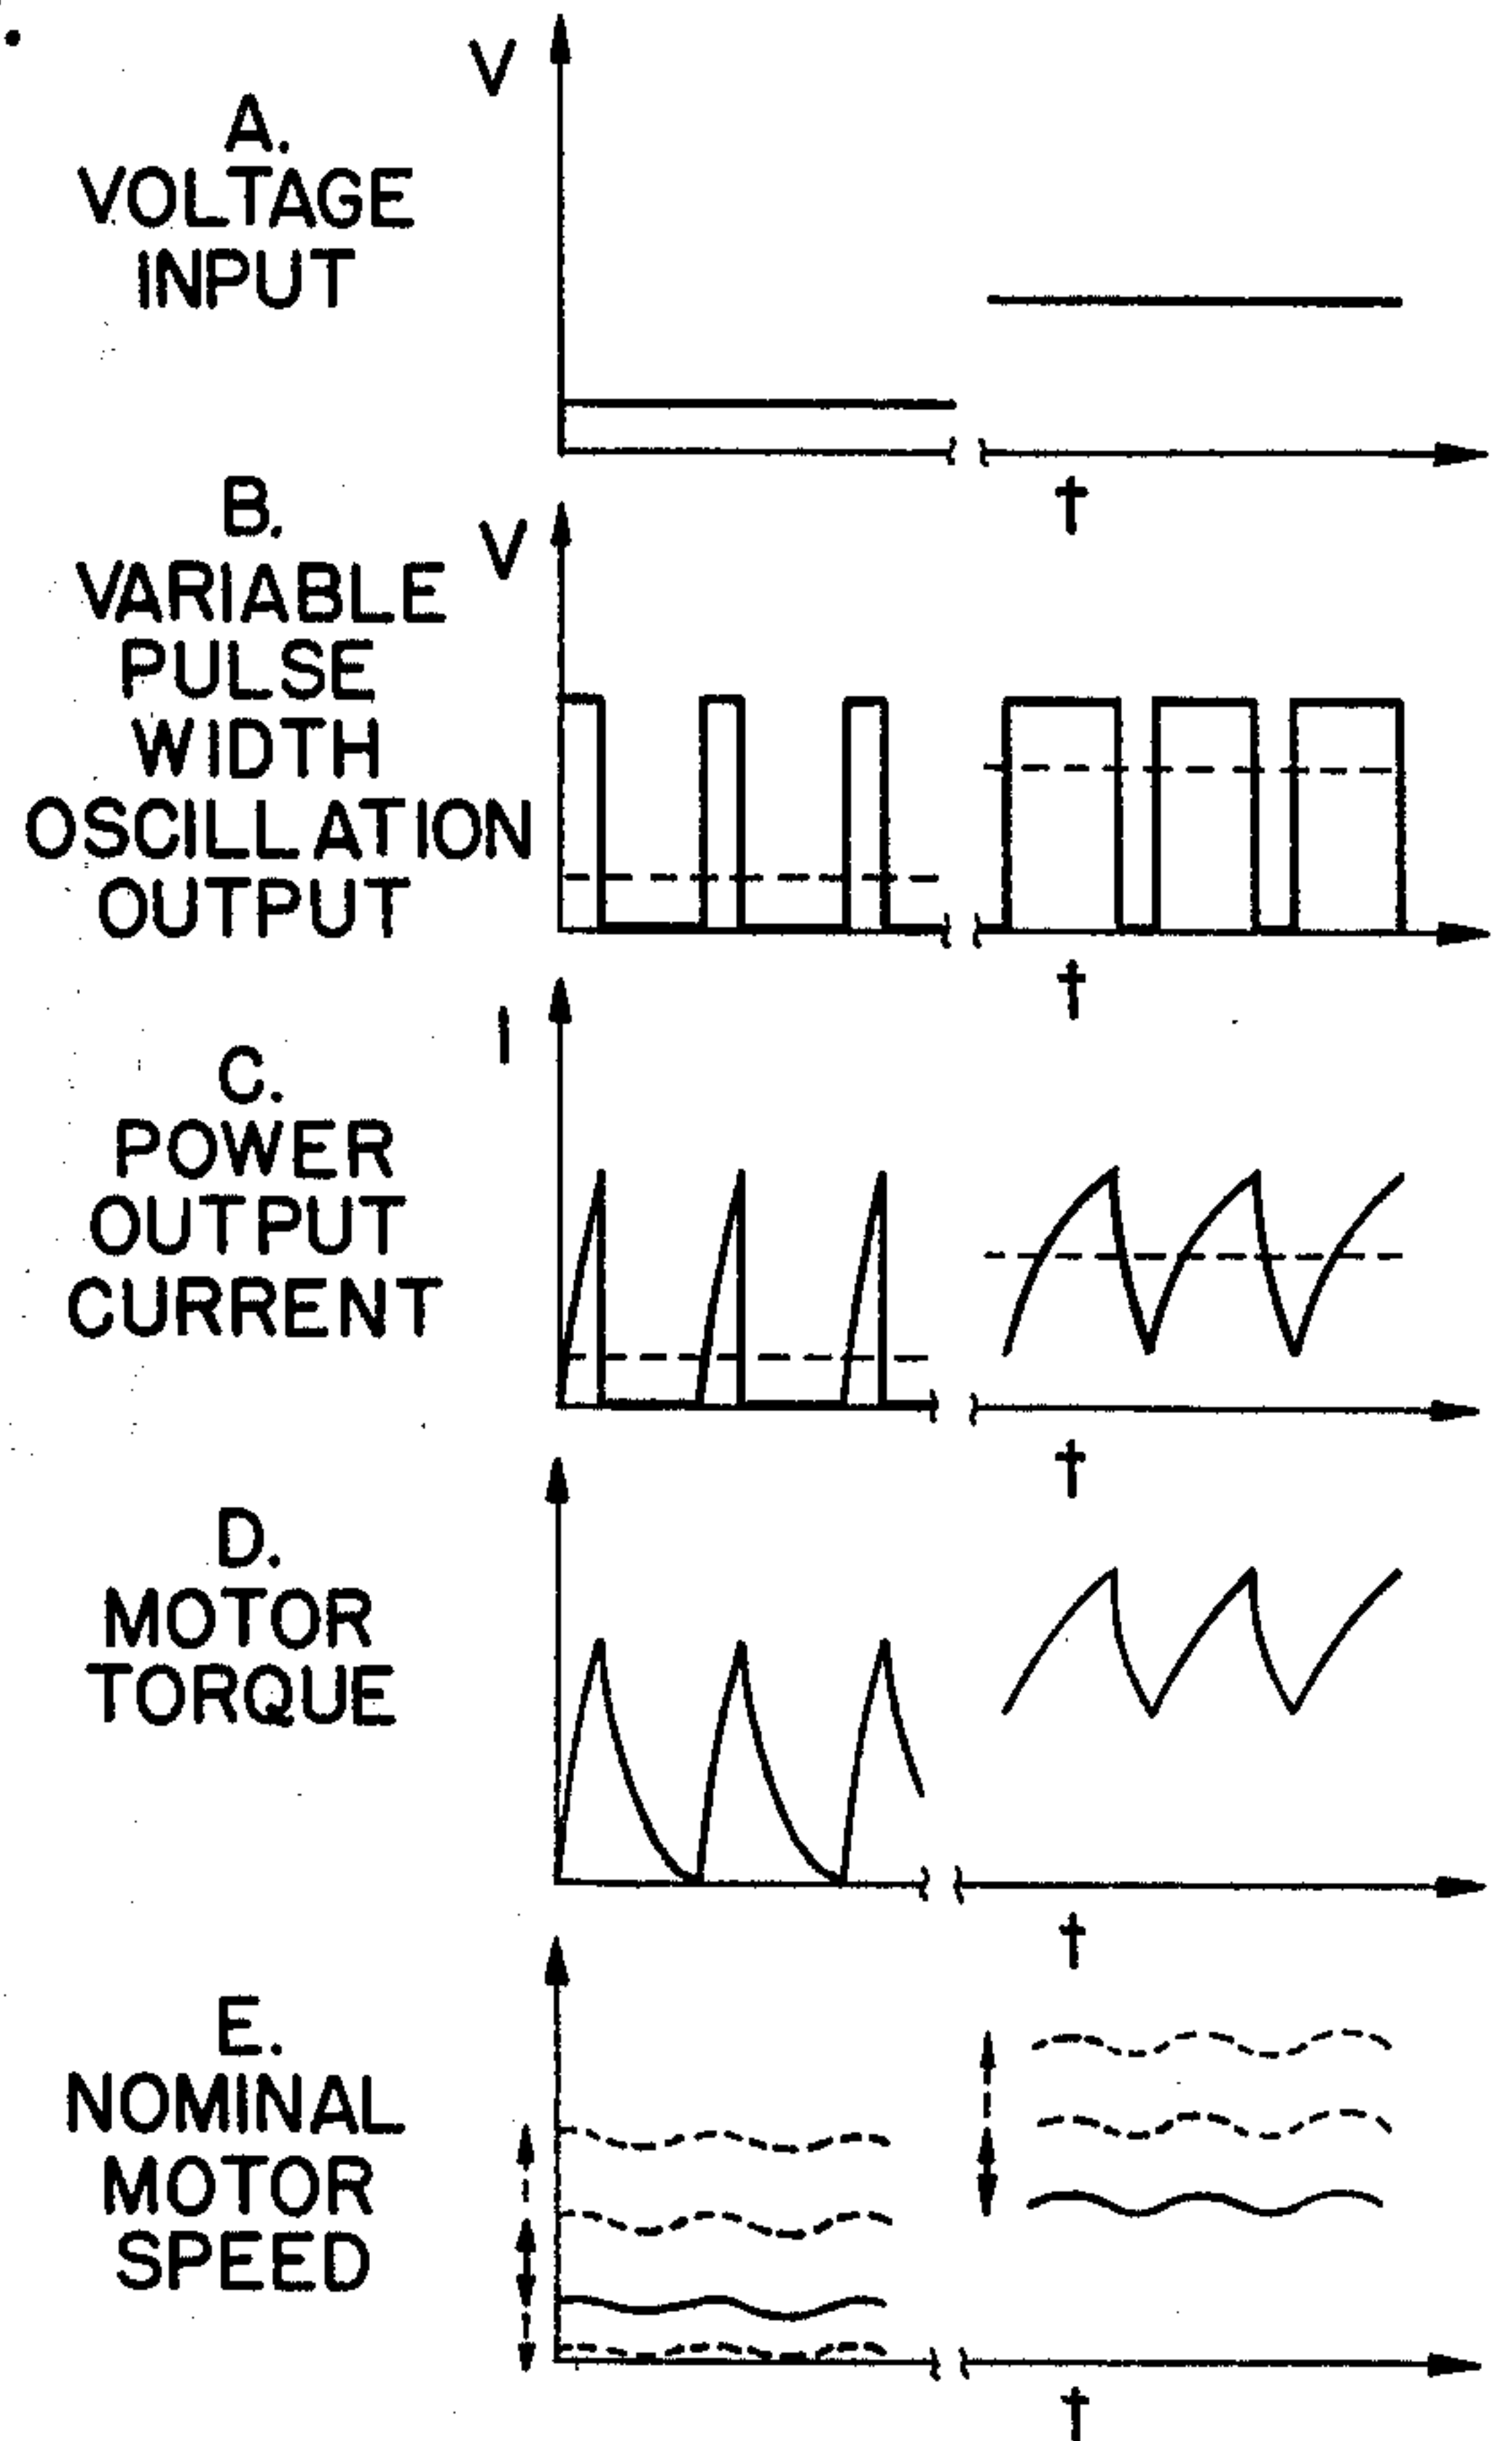 A.
VOLTAGE
INPUT
V
t
B.
VARIABLE
PULSE
WIDTH
OSCILLATION
OUTPUT
V
t
C.
POWER
OUTPUT
CURRENT
I
t
D.
MOTOR
TORQUE
t
E.
NOMINAL
MOTOR
SPEED
t